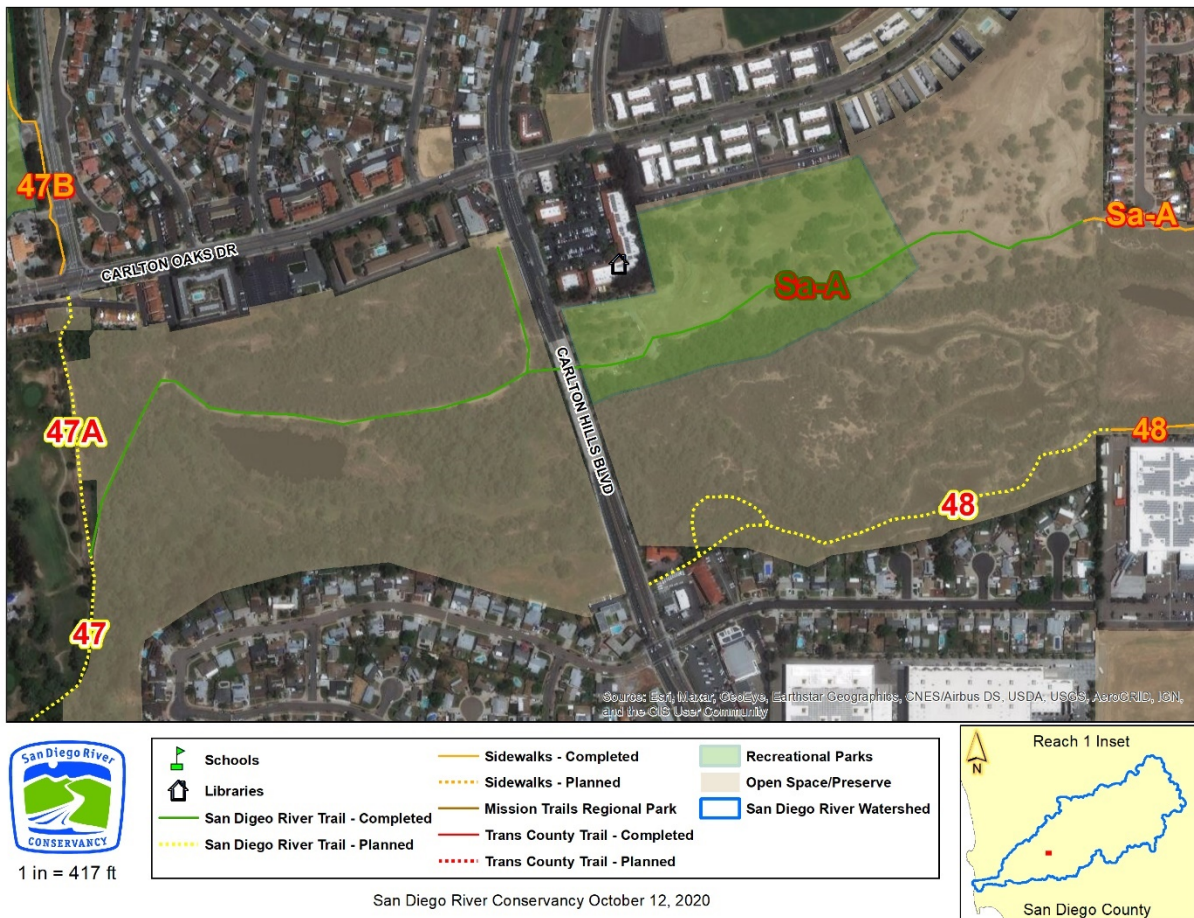 47B
CARLTON OAKS DR
Sa-A
Sa-A
CARLTON HILLS BLVD
47A
48
48
47
Source: Esri, Maxar, GeoEye, Earthstar Geographics, CNES/Airbus DS, USDA, USGS, AeroGRID, IGN,
and the GIS User Community
San Diego River
CONSERVANCY
1 in = 417 ft
Schools
Libraries
San Digeo River Trail - Completed
San Diego River Trail - Planned
Sidewalks - Completed
Sidewalks - Planned
Mission Trails Regional Park
Trans County Trail - Completed
Trans County Trail - Planned
Recreational Parks
Open Space/Preserve
San Diego River Watershed
Reach 1 Inset
N
San Diego County
San Diego River Conservancy October 12, 2020